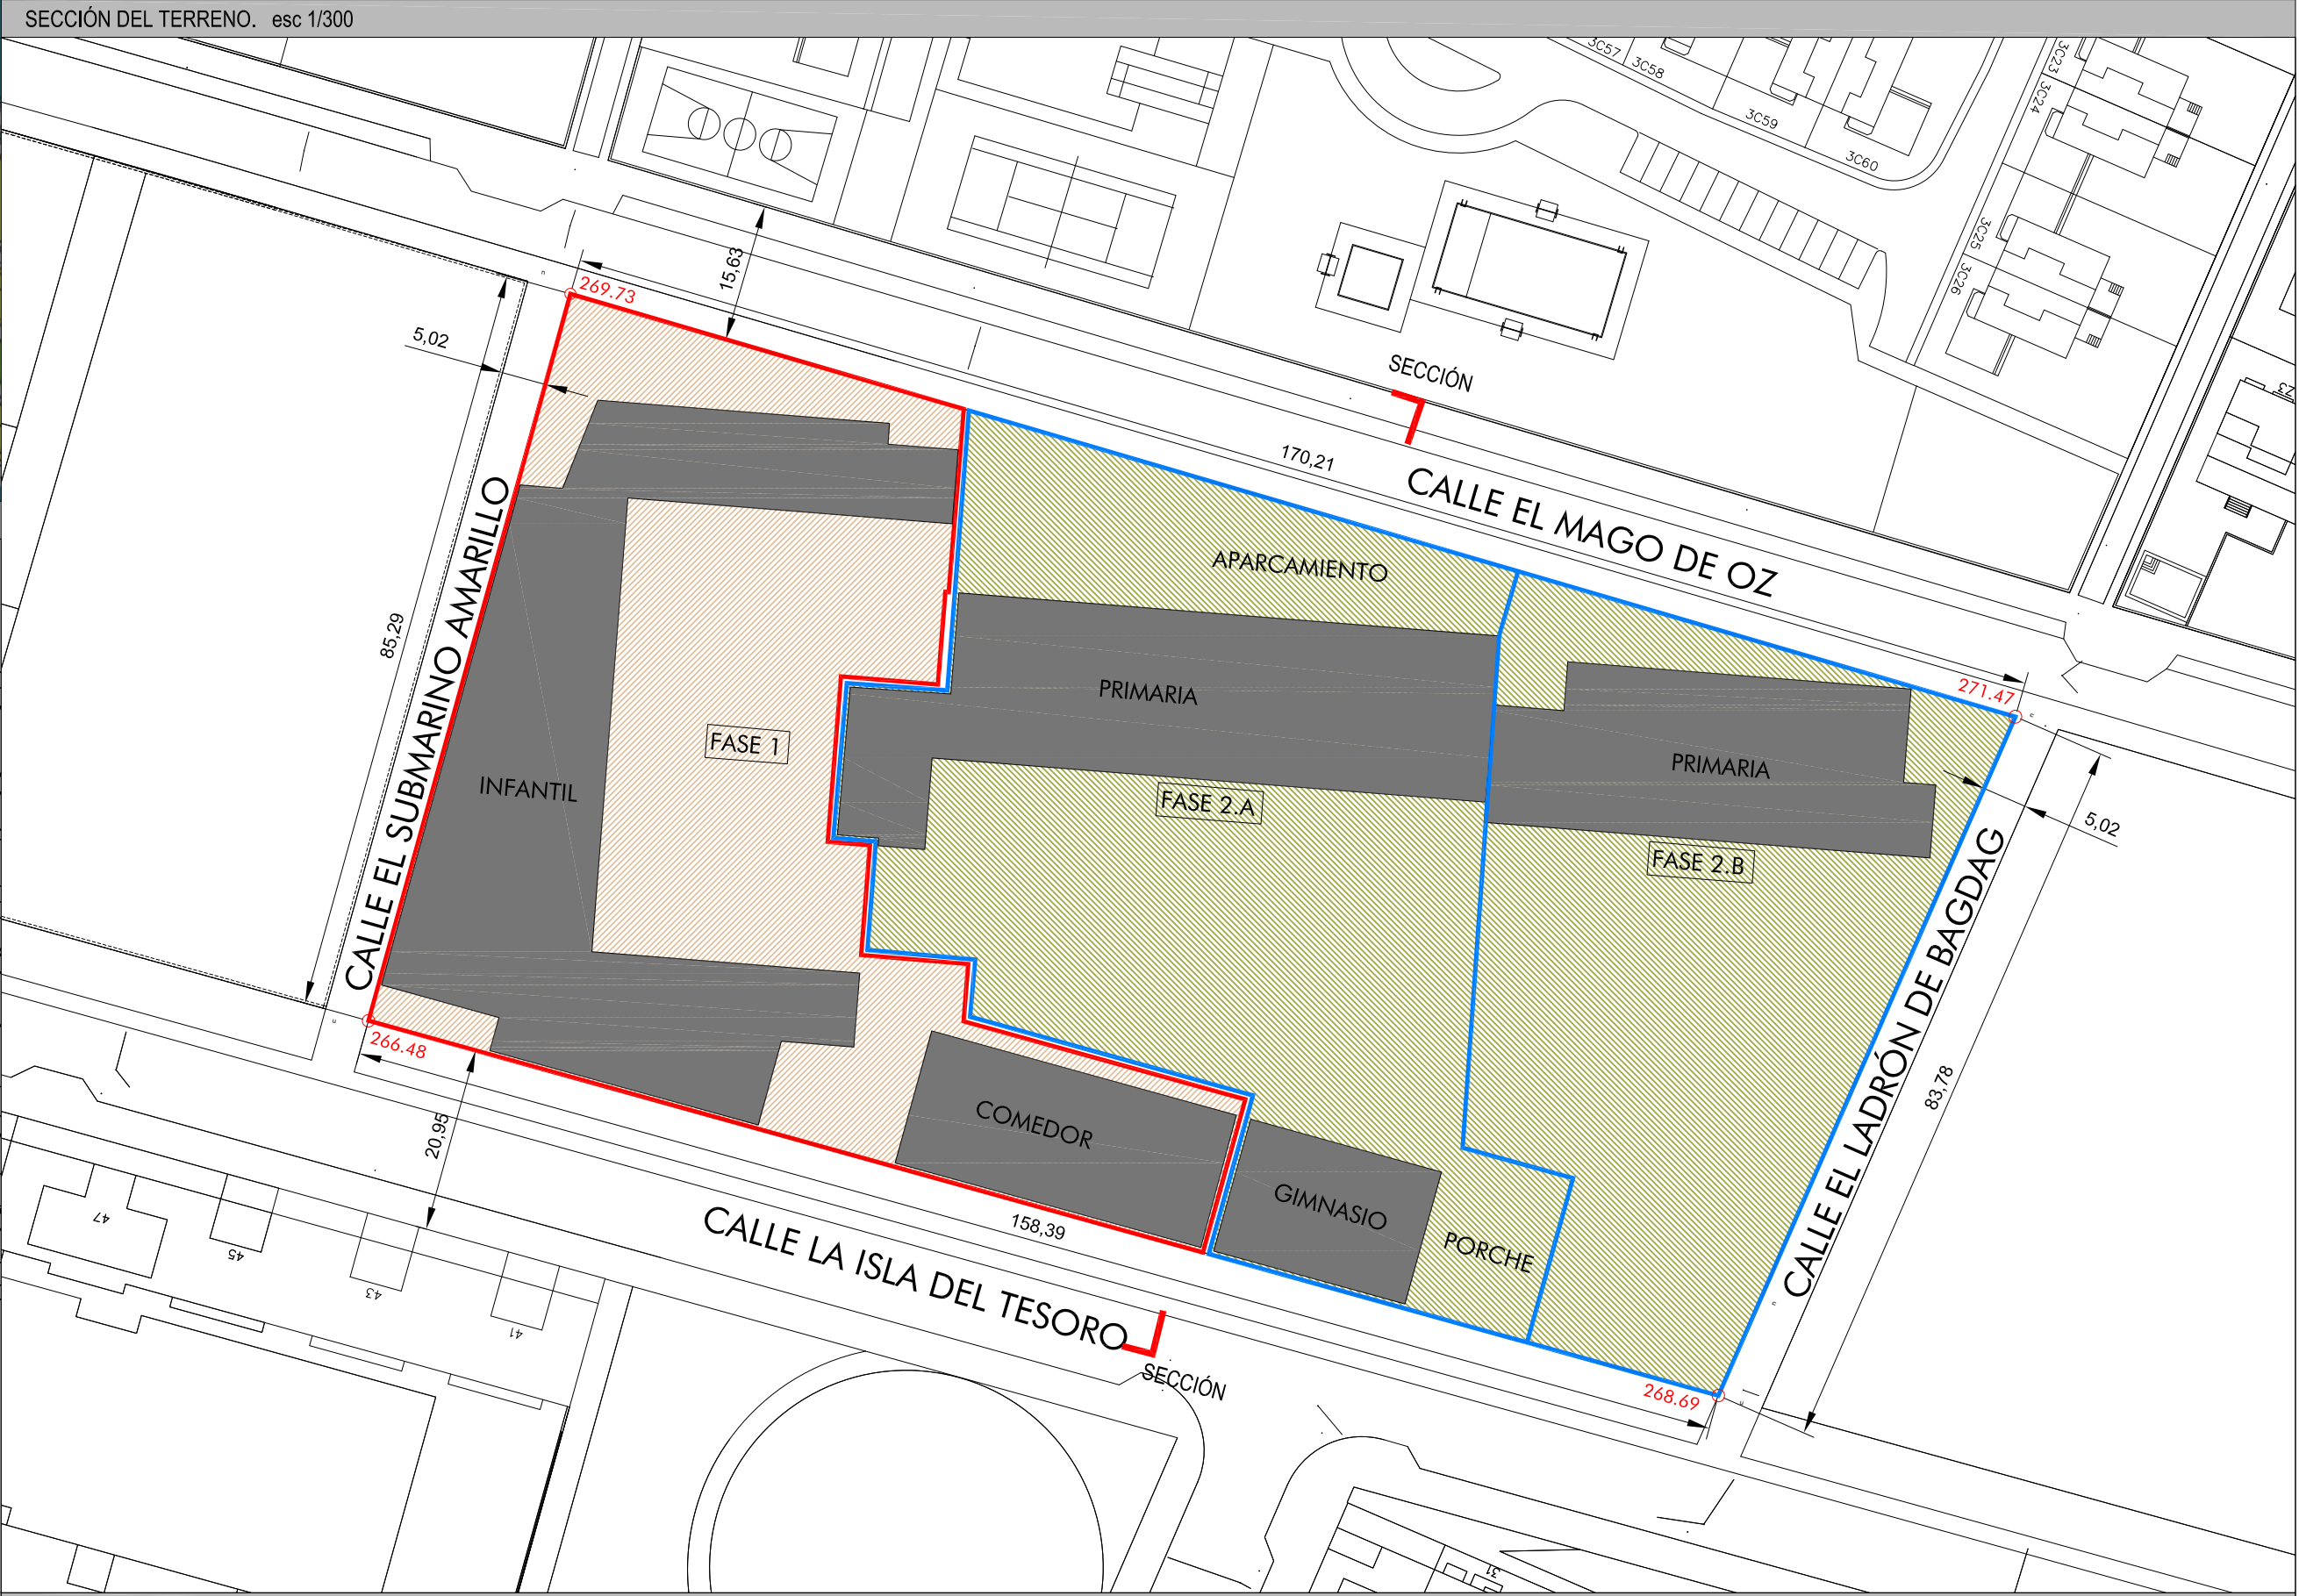 SECCIÓN DEL TERRENO. esc 1/300
3C57
3C58
3C59
3C60
3C23
3C24
3C25
3C26
23
15,63
269.73
5,02
SECCIÓN
170,21
CALLE EL MAGO DE OZ
APARCAMIENTO
CALLE EL SUBMARINO AMARILLO
85,29
271.47
PRIMARIA
FASE 1
INFANTIL
PRIMARIA
FASE 2.A
5,02
FASE 2.B
CALLE EL LADRÓN DE BAGDAG
83,78
266.48
20,95
COMEDOR
GIMNASIO
PORCHE
158,39
CALLE LA ISLA DEL TESORO
SECCIÓN
268.69
47
45
43
41
31